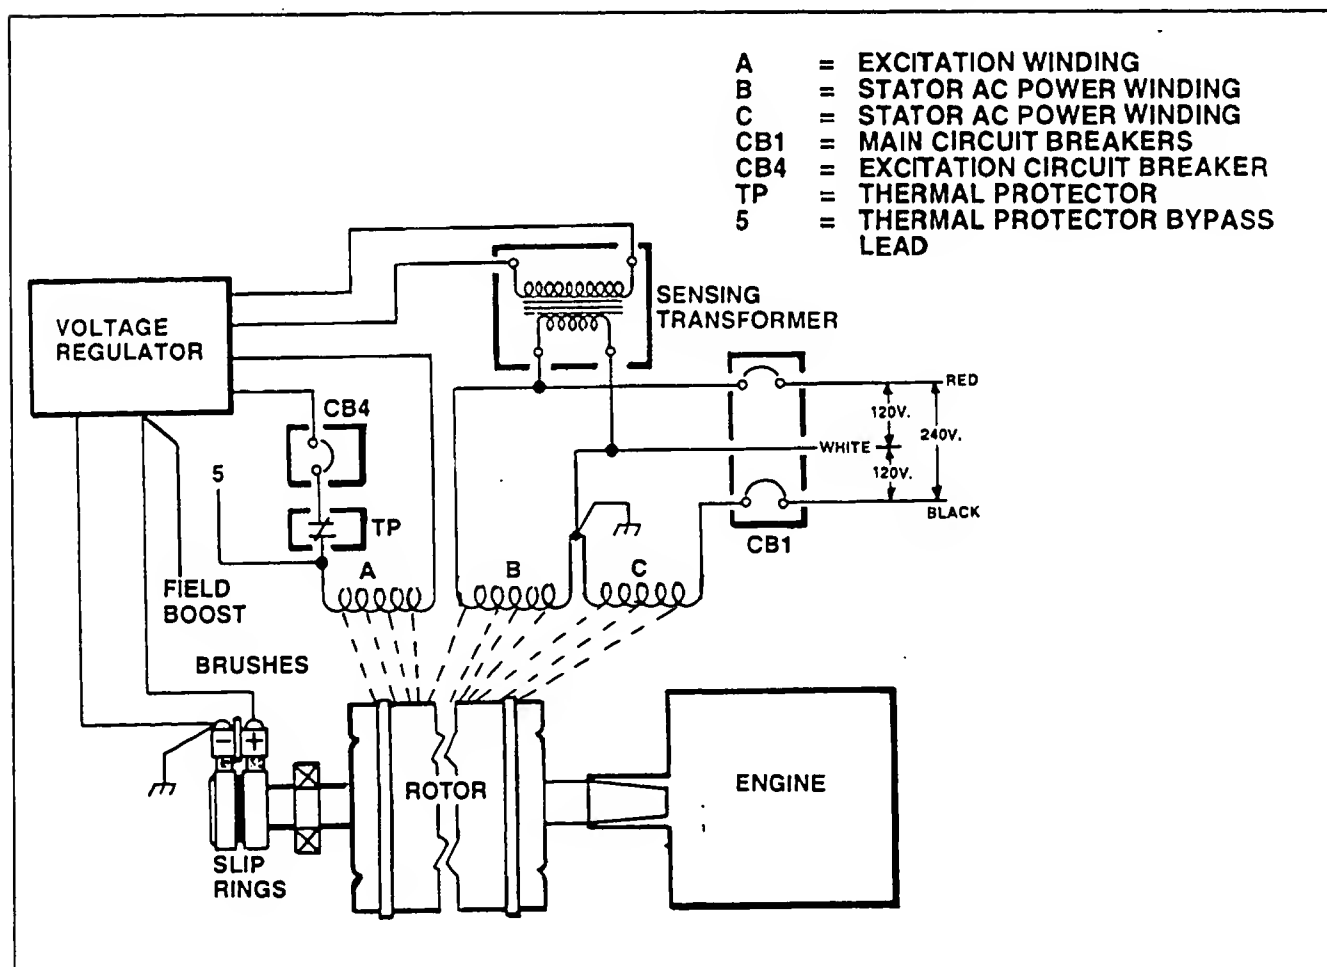 A = EXCITATION WINDING
B = STATOR AC POWER WINDING
C = STATOR AC POWER WINDING
CB1 = MAIN CIRCUIT BREAKERS
CB4 = EXCITATION CIRCUIT BREAKER
TP = THERMAL PROTECTOR
5 = THERMAL PROTECTOR BYPASS
LEAD
SENSING
TRANSFORMER
VOLTAGE
REGULATOR
CB4
RED
120V.
240V.
WHITE
120V.
BLACK
5
TP
CB1
A
B
C
FIELD
BOOST
BRUSHES
- +
ROTOR
ENGINE
SLIP
RINGS